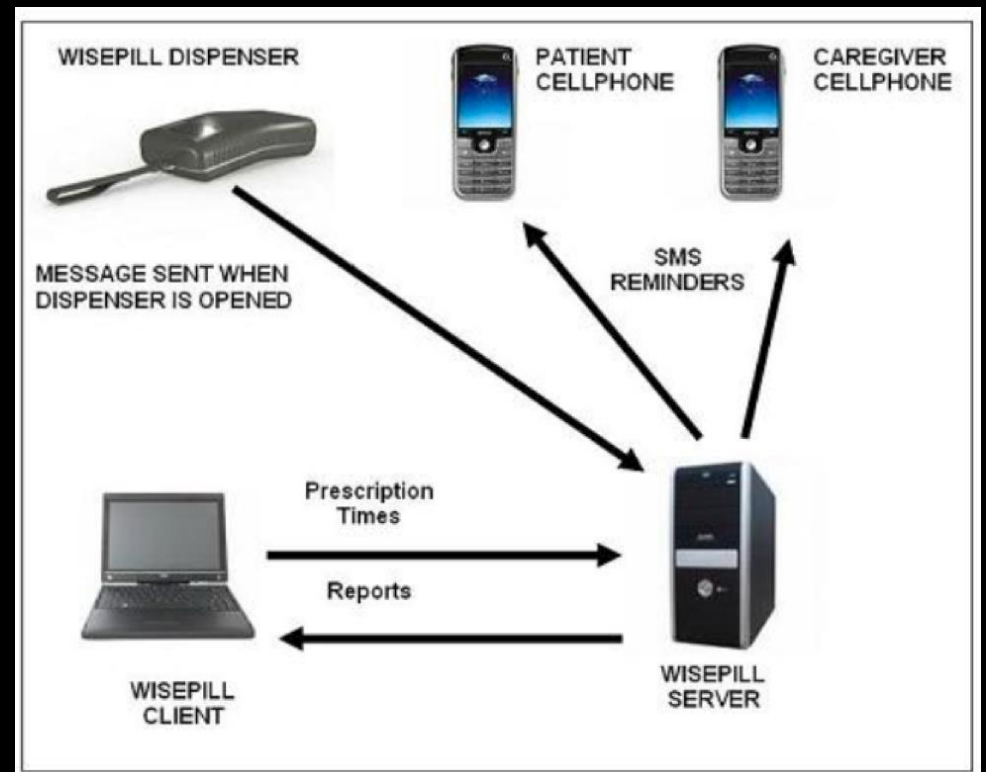 WISEPILL DISPENSER
PATIENT
CELLPHONE
CAREGIVER
CELLPHONE
MESSAGE SENT WHEN
DISPENSER IS OPENED
SMS
REMINDERS
Prescription
Times
Reports
WISEPILL
CLIENT
WISEPILL
SERVER